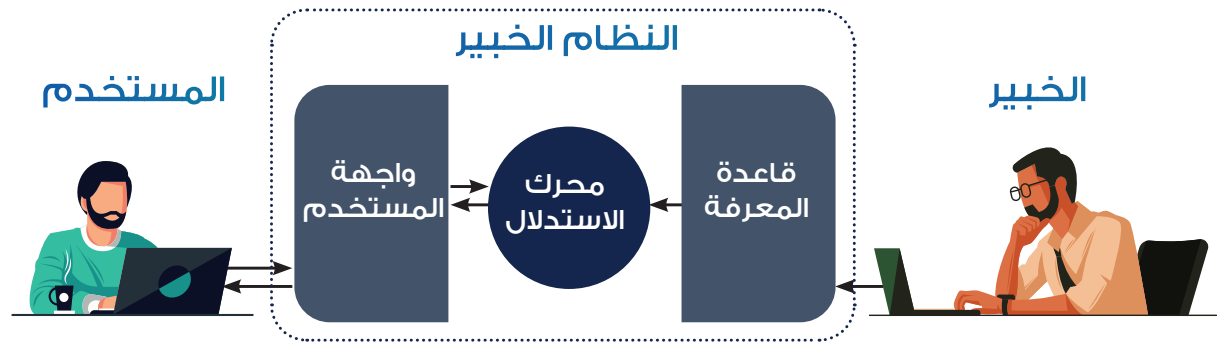 النظام الخبير
الخبير
المستخدم
قاعدة
المعرفة
محرك
الاستدلال
واجهة
المستخدم